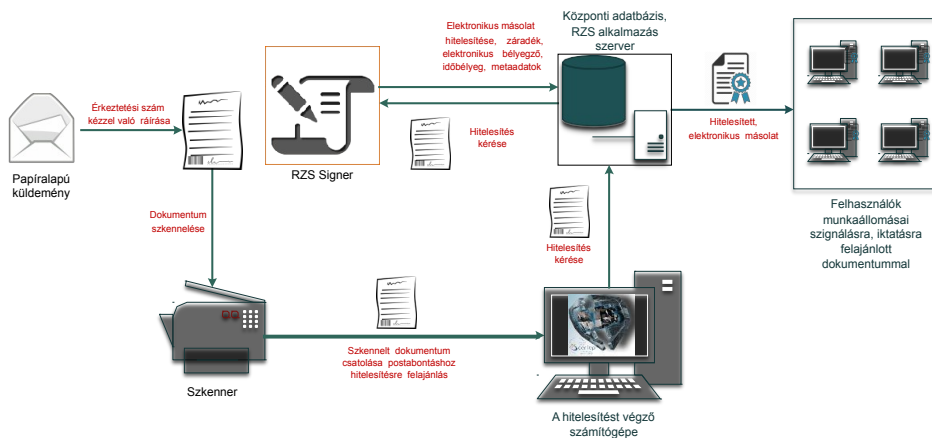 Elektronikus másolat
hitelesítése, záradék,
elektronikus bélyegző,
időbélyeg, metaadatok
Központi adatbázis,
RZS alkalmazás
szerver
Érkeztetési szám
kézzel való ráírása
Hitelesítés
kérése
Hitelesített,
elektronikus másolat
Papíralapú
küldemény
RZS Signer
Dokumentum
szkennelése
Hitelesítés
kérése
Felhasználók
munkaállomásai
szignálásra, iktatásra
felajánlott
dokumentummal
Szkennelt dokumentum
csatolása postabontáshoz
hitelesítésre felajánlás
Szkenner
A hitelesítést végző
számítógépe